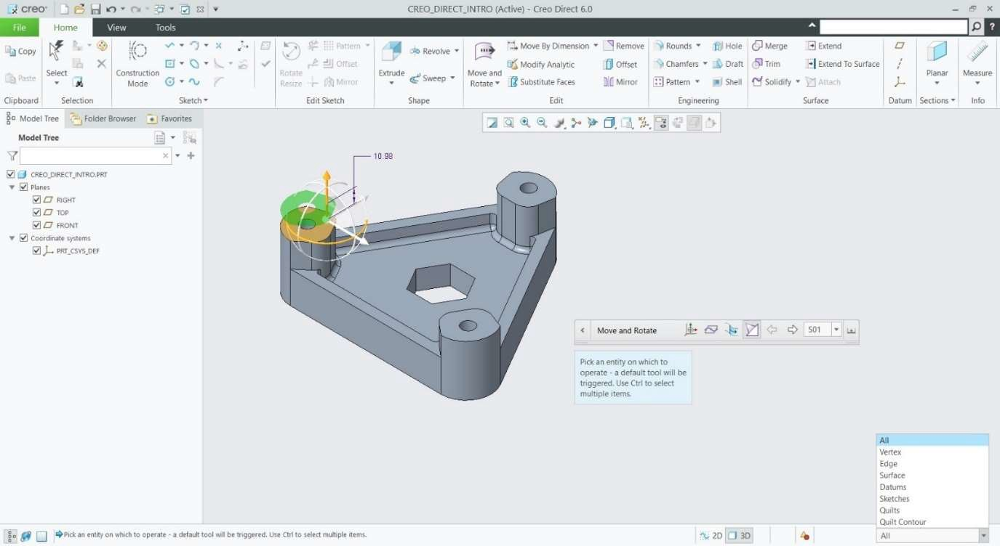 creo
CREO_DIRECT_INTRO (Active) - Creo Direct 6.0
File Home View Tools
Copy
Paste
Clipboard
Select
Selection
Construction Mode
Sketch
Rotate Resize
Pattern
Offset
Mirror
Edit Sketch
Extrude
Revolve
Sweep
Shape
Move and Rotate
Move By Dimension
Modify Analytic
Substitute Faces
Remove
Offset
Mirror
Edit
Rounds
Chamfers
Pattern
Hole
Draft
Shell
Engineering
Merge
Trim
Solidify
Extend
Extend To Surface
Attach
Surface
Datum
Planar
Sections
Measure
Info
Model Tree Folder Browser Favorites
Model Tree
CREO_DIRECT_INTRO.PRT
Planes
RIGHT
TOP
FRONT
Coordinate systems
PRT_CSYS_DEF
10.98
Move and Rotate S01
Pick an entity on which to
operate - a default tool will be
triggered. Use Ctrl to select
multiple items.
All
Vertex
Edge
Surface
Datums
Sketches
Quilts
Quilt Contour
All
Pick an entity on which to operate - a default tool will be triggered. Use Ctrl to select multiple items.
2D 3D